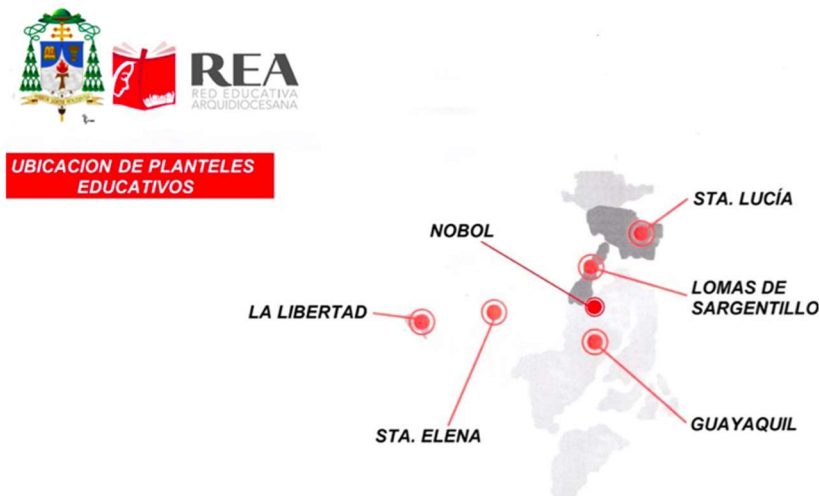 REA
RED EDUCATIVA
ARQUIDIOCESANA
UBICACION DE PLANTELES
EDUCATIVOS
STA. LUCÍA
NOBOL
LOMAS DE
SARGENTILLO
LA LIBERTAD
GUAYAQUIL
STA. ELENA